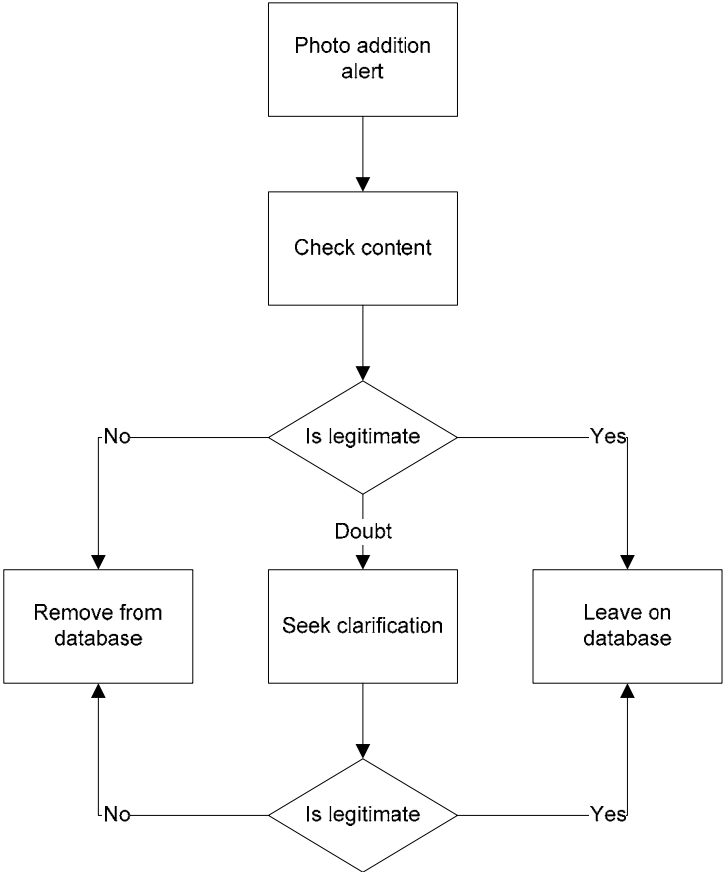 Photo addition
alert
Check content
Is legitimate
No
Yes
Doubt
Remove from
database
Seek clarification
Leave on
database
Is legitimate
No
Yes